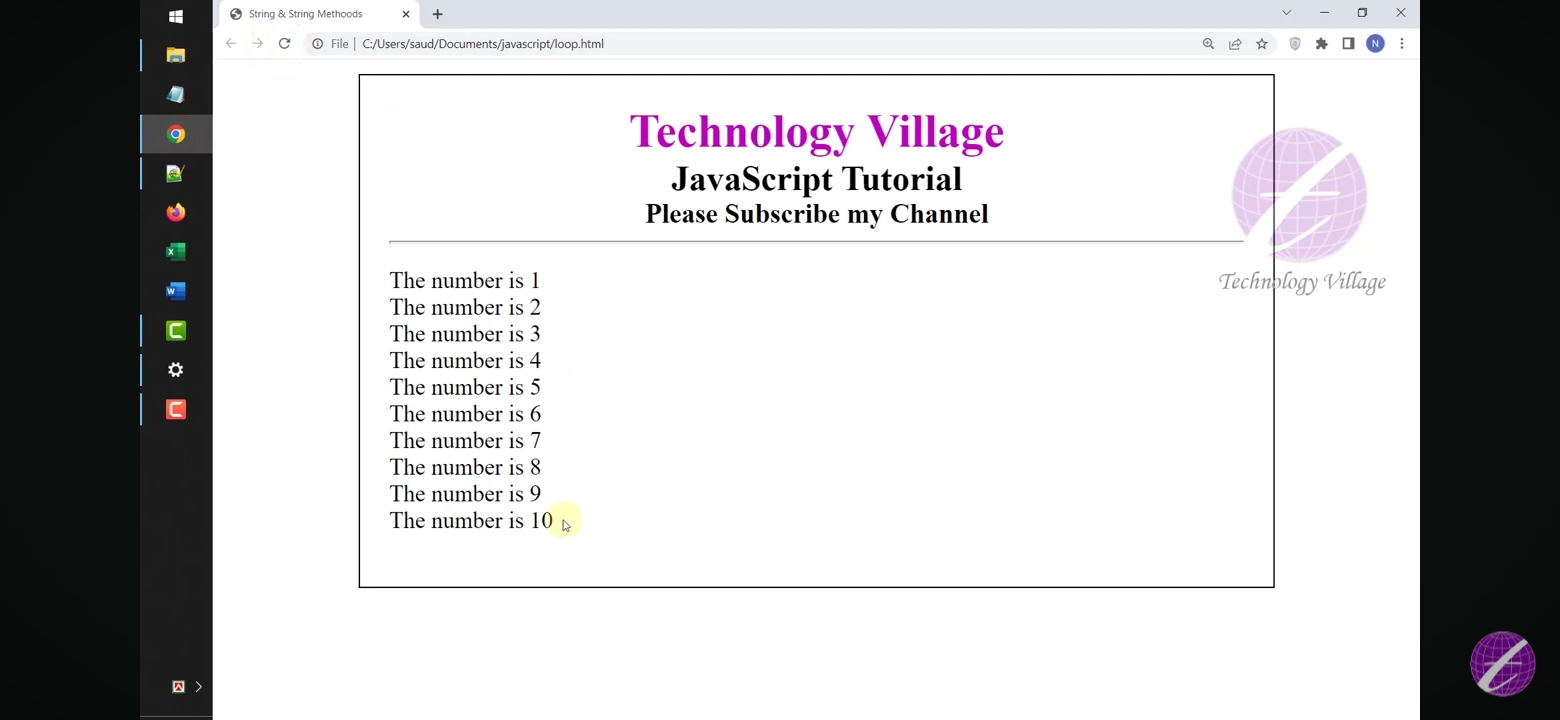 String & String Methoods
File
C:/Users/saud/Documents/javascript/loop.html
N
Technology Village
JavaScript Tutorial
Please Subscribe my Channel
Technology Village
The number is 1
The number is 2
The number is 3
The number is 4
The number is 5
The number is 6
The number is 7
The number is 8
The number is 9
The number is 10